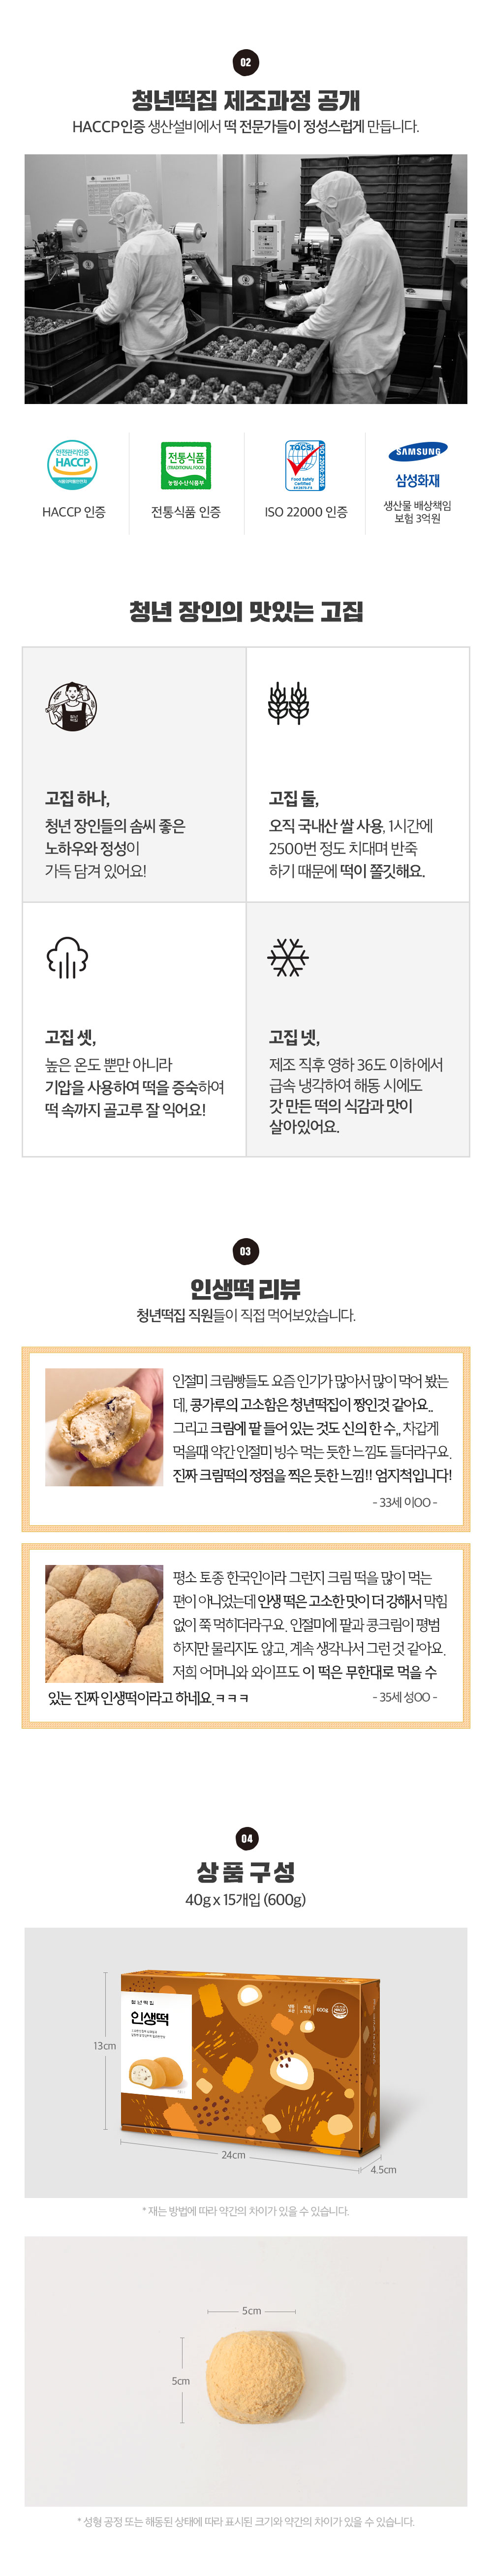 02
청년떡집 제조과정 공개
HACCP인증 생산설비에서 떡 전문가들이 정성스럽게 만듭니다.
안전관리인증
HACCP
전통식품
(TRADITIONAL FOOD)
농림수산식품부
TQCSI
Food Safety
Certified
SAMSUNG
삼성화재
HACCP 인증
전통식품 인증
ISO 22000 인증
생산물 배상책임
보험 3억원
청년 장인의 맛있는 고집
고집 하나,
청년 장인들의 솜씨 좋은
노하우와 정성이
가득 담겨 있어요!
고집 둘,
오직 국내산 쌀 사용, 1시간에
2500번 정도 치대며 반죽
하기 때문에 떡이 쫄깃해요.
고집 셋,
높은 온도 뿐만 아니라
기압을 사용하여 떡을 증숙하여
떡 속까지 골고루 잘 익어요!
고집 넷,
제조 직후 영하 36도 이하에서
급속 냉각하여 해동 시에도
갓 만든 떡의 식감과 맛이
살아있어요.
03
인생떡 리뷰
청년떡집 직원들이 직접 먹어보았습니다.
인절미 크림빵들도 요즘 인기가 많아서 많이 먹어 봤는
데, 콩가루의 고소함은 청년떡집이 짱인것 같아요..
그리고 크림에 팥 들어 있는 것도 신의 한 수,, 차갑게
먹을때 약간 인절미 빙수 먹는 듯한 느낌도 들더라구요.
진짜 크림떡의 정점을 찍은 듯한 느낌!! 엄지척입니다!
- 33세 이OO -
평소 토종 한국인이라 그런지 크림 떡을 많이 먹는
편이 아니었는데 인생 떡은 고소한 맛이 더 강해서 막힘
없이 쭉 먹히더라구요. 인절미에 팥과 콩크림이 평범
하지만 물리지도 않고, 계속 생각나서 그런 것 같아요.
저희 어머니와 와이프도 이 떡은 무한대로 먹을 수
있는 진짜 인생떡이라고 하네요.ㅋㅋㅋ
- 35세 성OO -
04
상품구성
40g x 15개입 (600g)
청년떡집
인생떡
600g
13cm
24cm
4.5cm
* 재는 방법에 따라 약간의 차이가 있을 수 있습니다.
5cm
5cm
* 성형 공정 또는 해동된 상태에 따라 표시된 크기와 약간의 차이가 있을 수 있습니다.